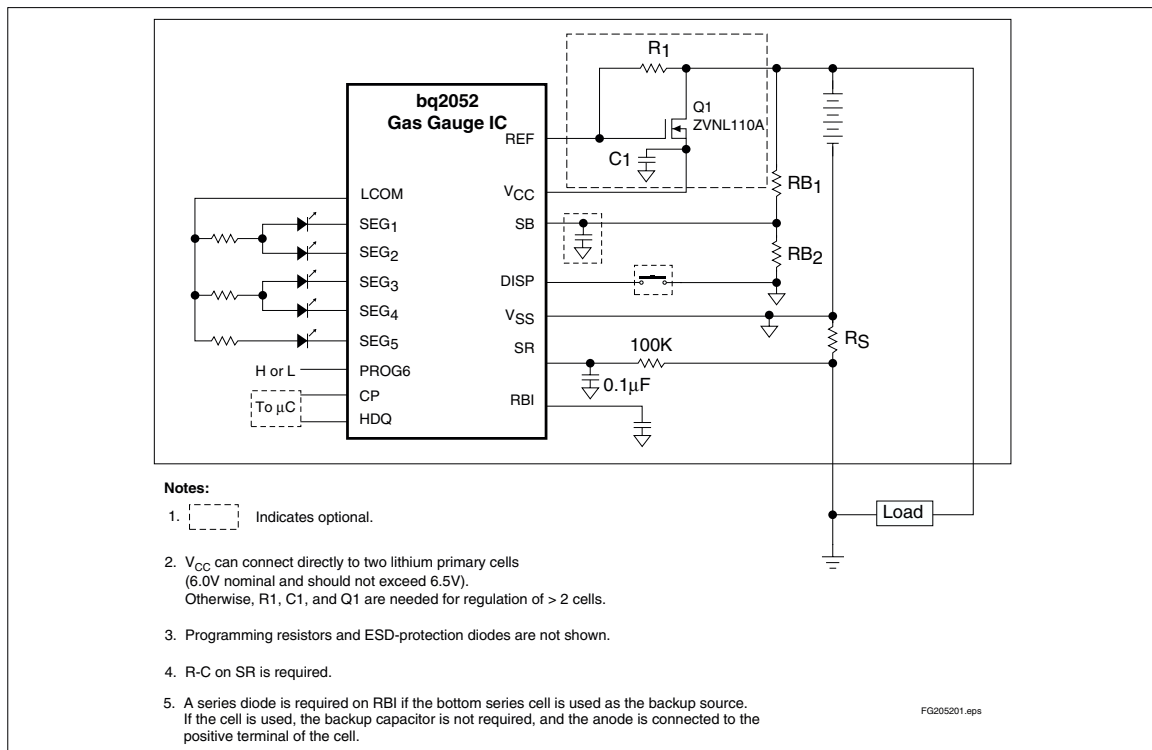 bq2052
Gas Gauge IC
R1
Q1
ZVNL110A
C1
REF
VCC
SB
DISP
VSS
SR
RBI
RB1
RB2
RS
100K
0.1µF
LCOM
SEG1
SEG2
SEG3
SEG4
SEG5
H or L
PROG6
To µC
CP
HDQ
Load
Notes:
1. Indicates optional.
2. VCC can connect directly to two lithium primary cells
(6.0V nominal and should not exceed 6.5V).
Otherwise, R1, C1, and Q1 are needed for regulation of > 2 cells.
3. Programming resistors and ESD-protection diodes are not shown.
4. R-C on SR is required.
5. A series diode is required on RBI if the bottom series cell is used as the backup source.
If the cell is used, the backup capacitor is not required, and the anode is connected to the
positive terminal of the cell.
FG205201.eps